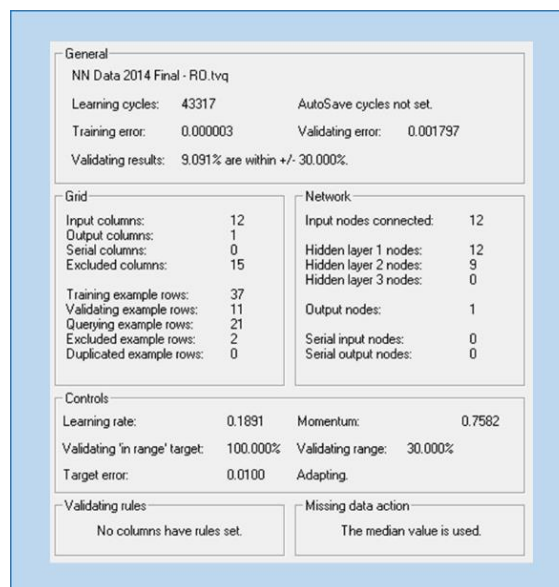 General
NN Data 2014 Final - RO.tvq
Learning cycles: 43317 AutoSave cycles not set.
Training error: 0.000003 Validating error: 0.001797
Validating results: 9.091% are within +/- 30.000%.
Grid
Input columns: 12
Output columns: 1
Serial columns: 0
Excluded columns: 15
Training example rows: 37
Validating example rows: 11
Querying example rows: 21
Excluded example rows: 2
Duplicated example rows: 0
Network
Input nodes connected: 12
Hidden layer 1 nodes: 12
Hidden layer 2 nodes: 9
Hidden layer 3 nodes: 0
Output nodes: 1
Serial input nodes: 0
Serial output nodes: 0
Controls
Learning rate: 0.1891 Momentum: 0.7582
Validating 'in range' target: 100.000% Validating range: 30.000%
Target error: 0.0100 Adapting.
Validating rules
No columns have rules set.
Missing data action
The median value is used.